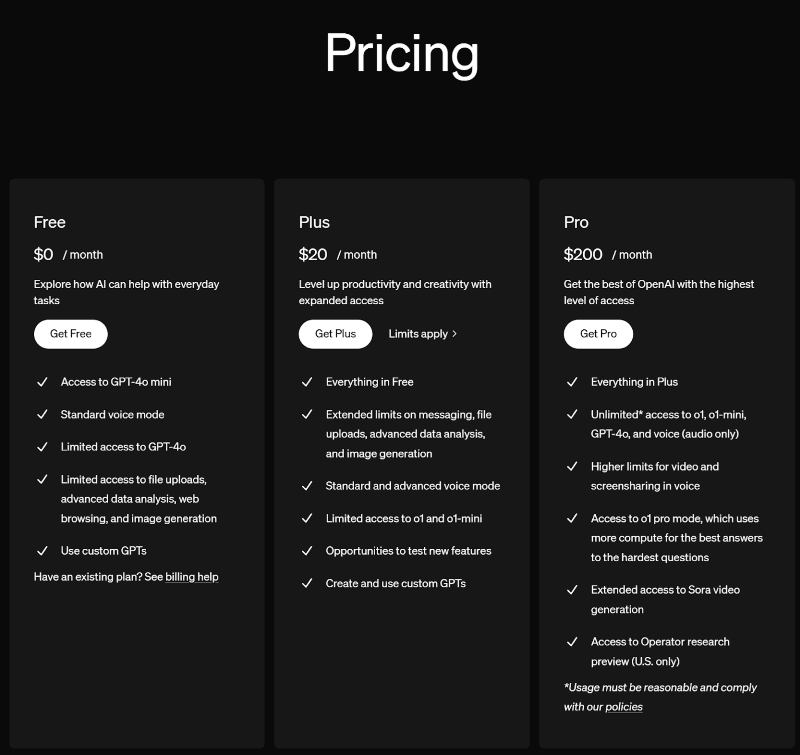 Pricing
Free
$0 / month
Explore how AI can help with everyday
tasks
Get Free
Access to GPT-4o mini
Standard voice mode
Limited access to GPT-4o
Limited access to file uploads,
advanced data analysis, web
browsing, and image generation
Use custom GPTs
Have an existing plan? See billing help
Plus
$20 / month
Level up productivity and creativity with
expanded access
Get Plus
Limits apply >
Everything in Free
Extended limits on messaging, file
uploads, advanced data analysis,
and image generation
Standard and advanced voice mode
Limited access to o1 and o1-mini
Opportunities to test new features
Create and use custom GPTs
Pro
$200 / month
Get the best of OpenAI with the highest
level of access
Get Pro
Everything in Plus
Unlimited* access to o1, o1-mini,
GPT-4o, and voice (audio only)
Higher limits for video and
screensharing in voice
Access to o1 pro mode, which uses
more compute for the best answers
to the hardest questions
Extended access to Sora video
generation
Access to Operator research
preview (U.S. only)
*Usage must be reasonable and comply
with our policies